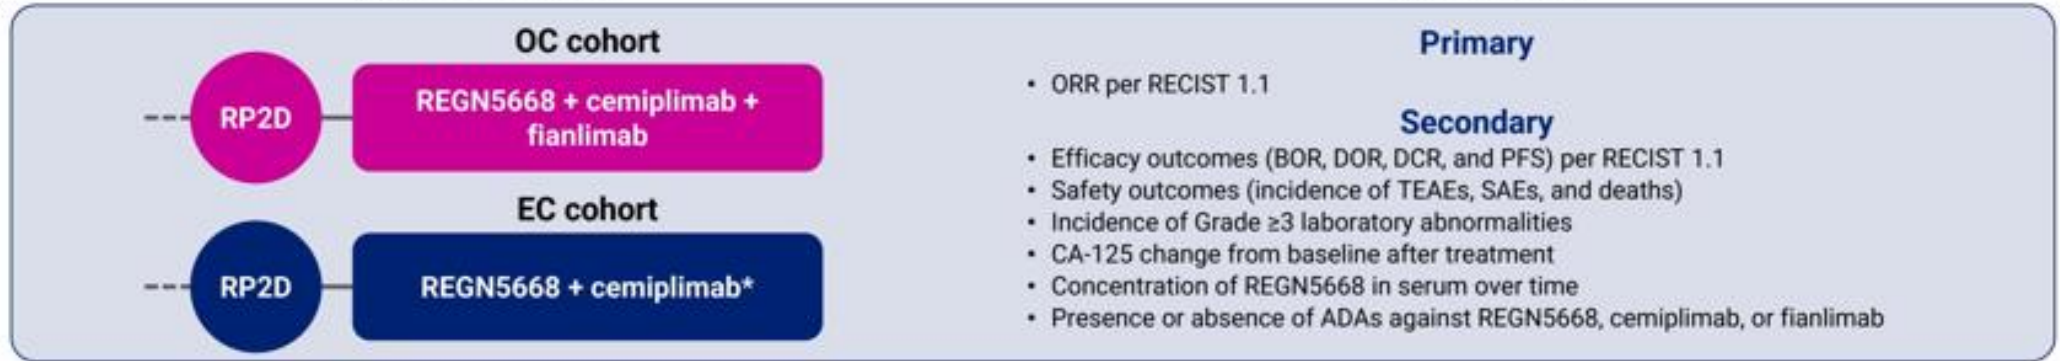 OC cohort
RP2D
REGN5668 + cemiplimab +
fianlimab
EC cohort
RP2D
REGN5668 + cemiplimab*
Primary
• ORR per RECIST 1.1
Secondary
• Efficacy outcomes (BOR, DOR, DCR, and PFS) per RECIST 1.1
• Safety outcomes (incidence of TEAEs, SAEs, and deaths)
• Incidence of Grade ≥3 laboratory abnormalities
• CA-125 change from baseline after treatment
• Concentration of REGN5668 in serum over time
• Presence or absence of ADAs against REGN5668, cemiplimab, or fianlimab